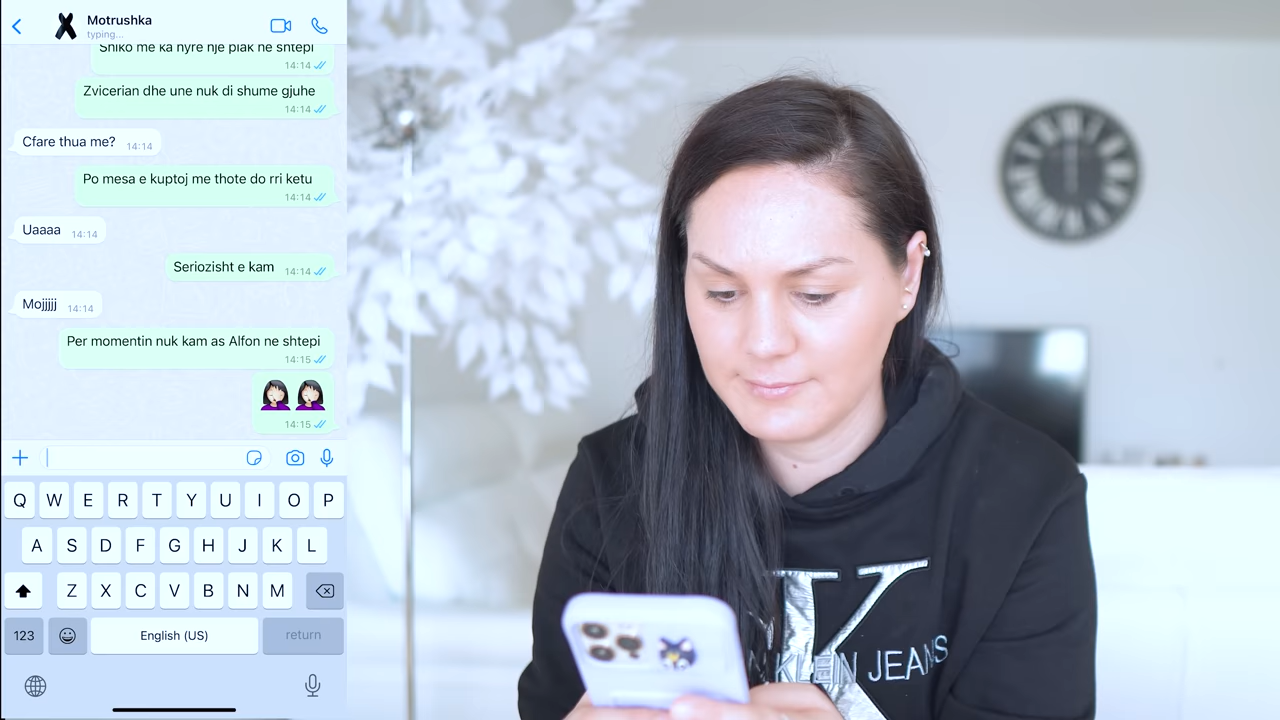 Motrushka
typing...
Shiko me ka hyre nje plak ne shtepi
14:14
Zvicerian dhe une nuk di shume gjuhe
14:14
Cfare thua me?
14:14
Po mesa e kuptoj me thote do rri ketu
14:14
Uaaaa
14:14
Seriozisht e kam
14:14
Mojjjjj
14:14
Per momentin nuk kam as Alfon ne shtepi
14:15
14:15
Q W E R T Y U I O P
A S D F G H J K L
Z X C V B N M
123
English (US)
return
K
KLEIN JEANS